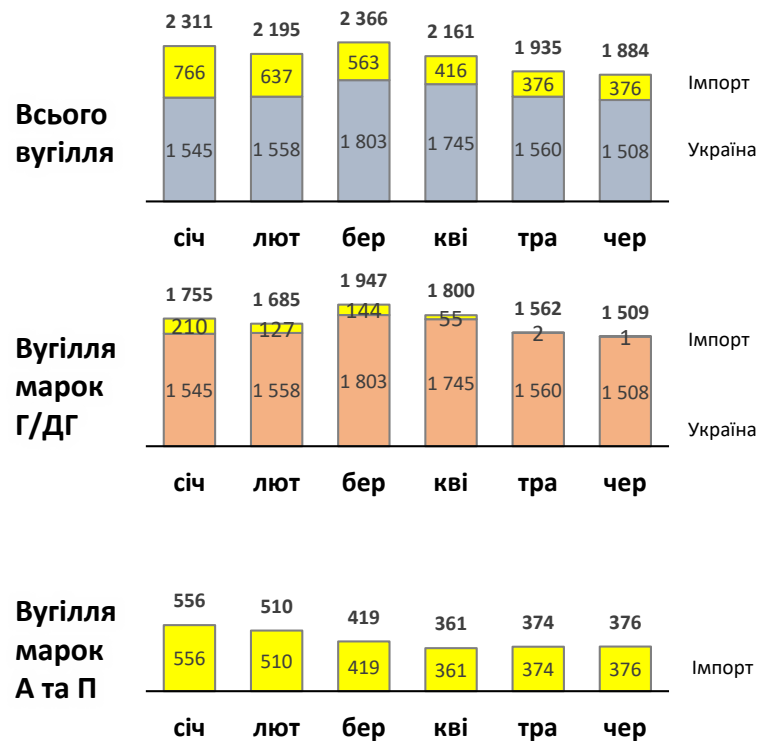 2 311 2 195 2 366 2 161 1 935 1 884
766 637 563 416 376 376 Імпорт
Всього
вугілля
1 545 1 558 1 803 1 745 1 560 1 508 Україна
січ лют бер кві тра чер
1 755 1 685 1 947 1 800 1 562 1 509
210 127 144 55 2 1 Імпорт
Вугілля
марок
Г/ДГ
1 545 1 558 1 803 1 745 1 560 1 508
Україна
січ лют бер кві тра чер
Вугілля
марок
А та П
556 510 419 361 374 376
556 510 419 361 374 376 Імпорт
січ лют бер кві тра чер